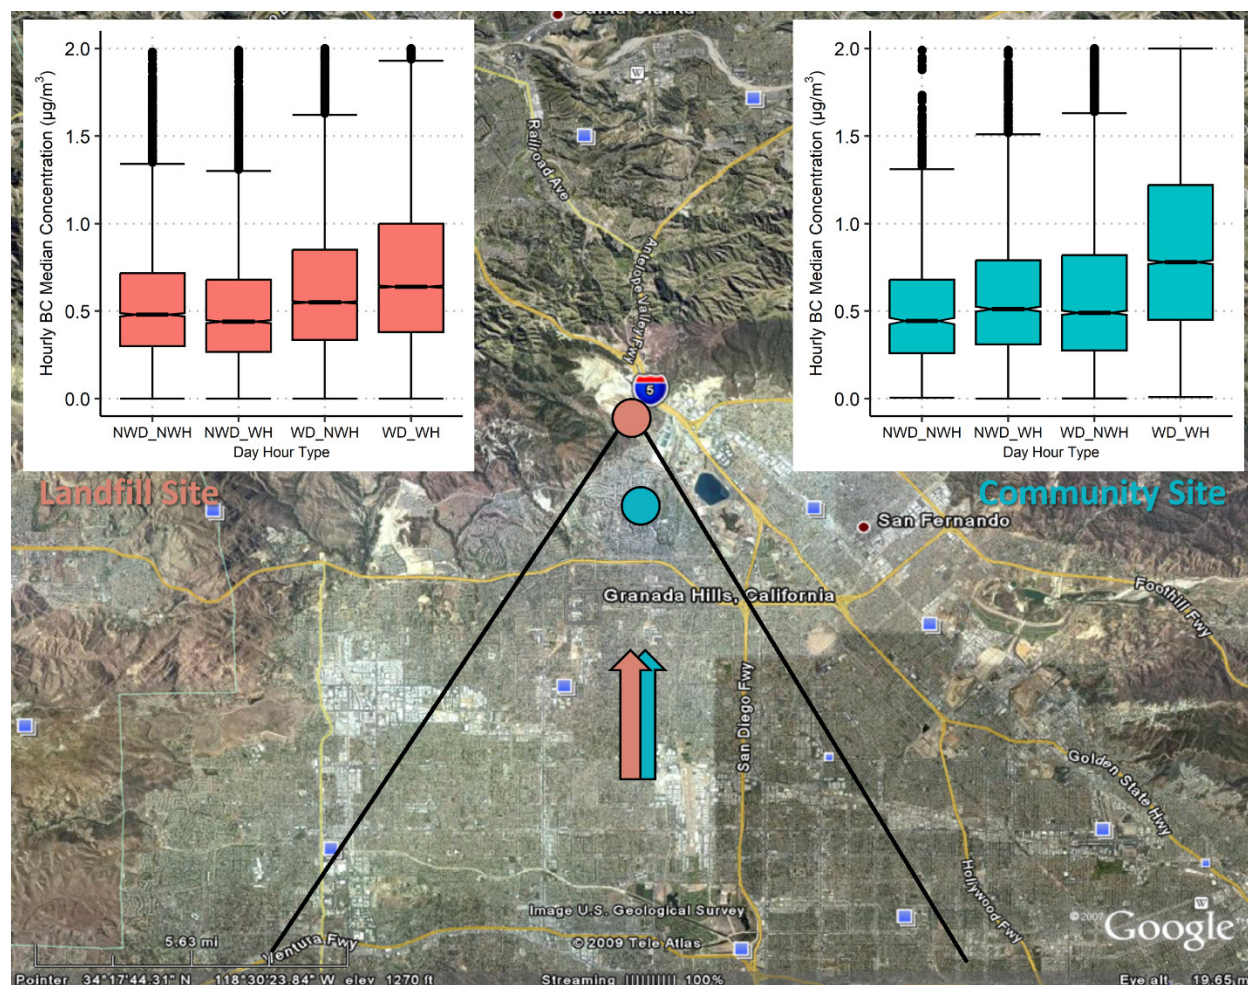 Santa Clarita
Hourly BC Median Concentration (µg/m³)
2.0
1.5
1.0
0.5
0.0
NWD_NWH
NWD_WH
WD_NWH
WD_WH
Day Hour Type
Landfill Site
Hourly BC Median Concentration (µg/m³)
2.0
1.5
1.0
0.5
0.0
NWD_NWH
NWD_WH
WD_NWH
WD_WH
Day Hour Type
Community Site
W
Railroad Ave
Antelope Valley Fwy
5
San Fernando
Granada Hills, California
Foothill Fwy
San Diego Fwy
Golden State Hwy
Hollywood Fwy
W
Image U.S. Geological Survey
© 2007 Google™
5.63 mi
Ventura Fwy
© 2009 Tele Atlas
Pointer 34°17'44.31" N 118°30'23.84" W elev 1270 ft
Streaming |||||||||| 100%
Eye alt 19.65 m